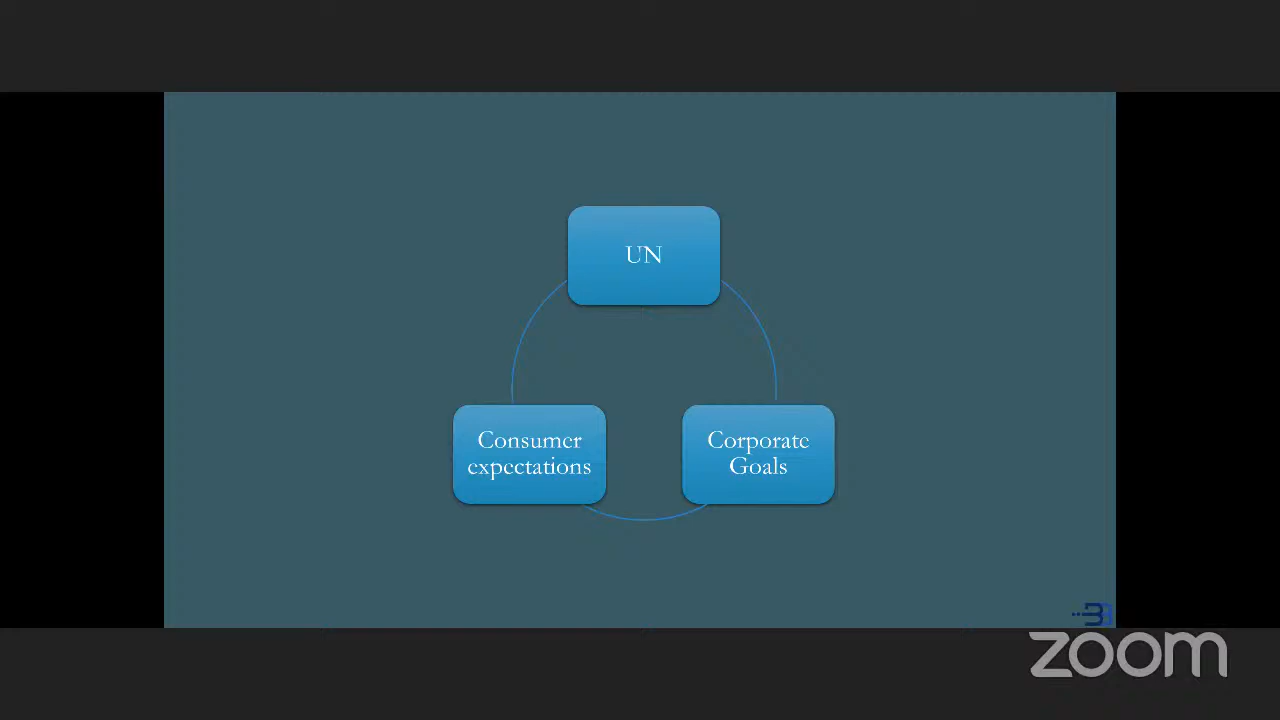 UN
Consumer
expectations
Corporate
Goals
zoom